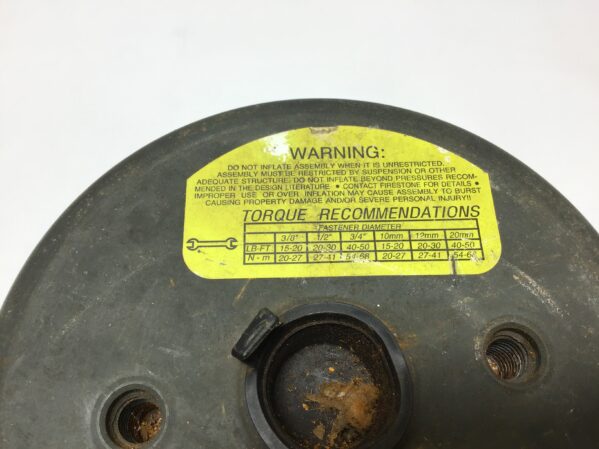 WARNING:
DO NOT INFLATE ASSEMBLY WHEN IT IS UNRESTRICTED.
ASSEMBLY MUST BE RESTRICTED BY SUSPENSION OR OTHER
ADEQUATE STRUCTURE. DO NOT INFLATE BEYOND PRESSURES RECOM-
MENDED IN THE DESIGN LITERATURE • CONTACT FIRESTONE FOR DETAILS •
IMPROPER USE OR OVER INFLATION MAY CAUSE ASSEMBLY TO BURST
CAUSING PROPERTY DAMAGE AND/OR SEVERE PERSONAL INJURY!!
TORQUE RECOMMENDATIONS
FASTENER DIAMETER
3/8" 1/2" 3/4" 10mm 12mm 20mm
LB-FT 15-20 20-30 40-50 15-20 20-30 40-50
N - m 20-27 27-41 54-68 20-27 27-41 54-68